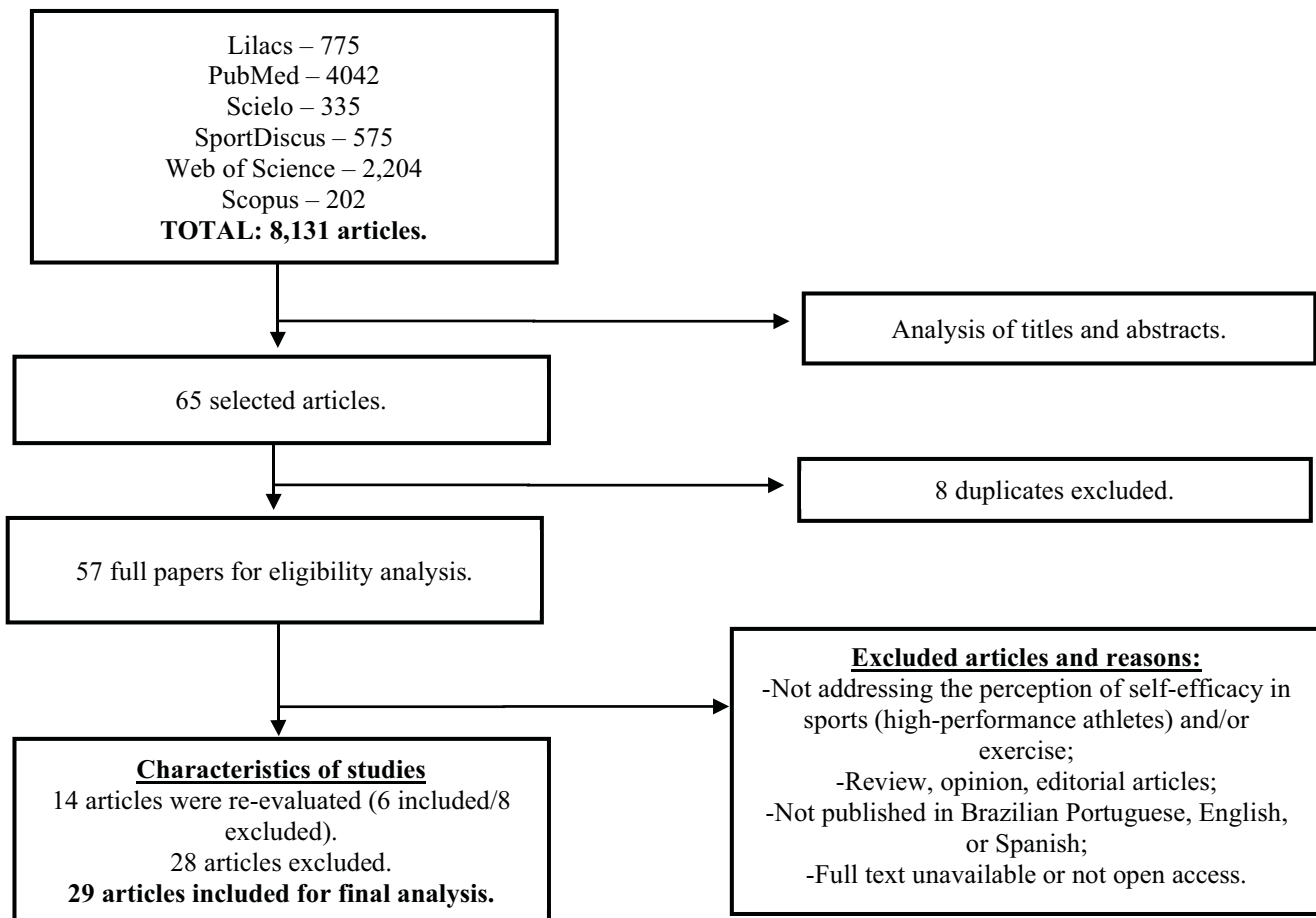 Lilacs – 775
PubMed – 4042
Scielo – 335
SportDiscus – 575
Web of Science – 2,204
Scopus – 202
TOTAL: 8,131 articles.
Analysis of titles and abstracts.
65 selected articles.
8 duplicates excluded.
57 full papers for eligibility analysis.
Excluded articles and reasons:
-Not addressing the perception of self-efficacy in
sports (high-performance athletes) and/or
exercise;
-Review, opinion, editorial articles;
-Not published in Brazilian Portuguese, English,
or Spanish;
-Full text unavailable or not open access.
Characteristics of studies
14 articles were re-evaluated (6 included/8
excluded).
28 articles excluded.
29 articles included for final analysis.